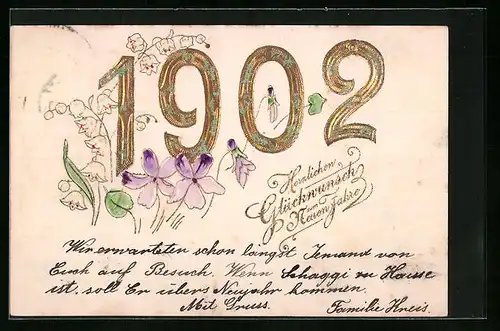 1902
Herzlichen
Glückwunsch
zum
Neuen Jahre
Wir erwarteten schon längst Jemand von
Euch auf Besuch. Wenn Schaggi zu Hause
ist, soll Er übers Neujahr kommen.
Mit Gruss. Familie Kreis.